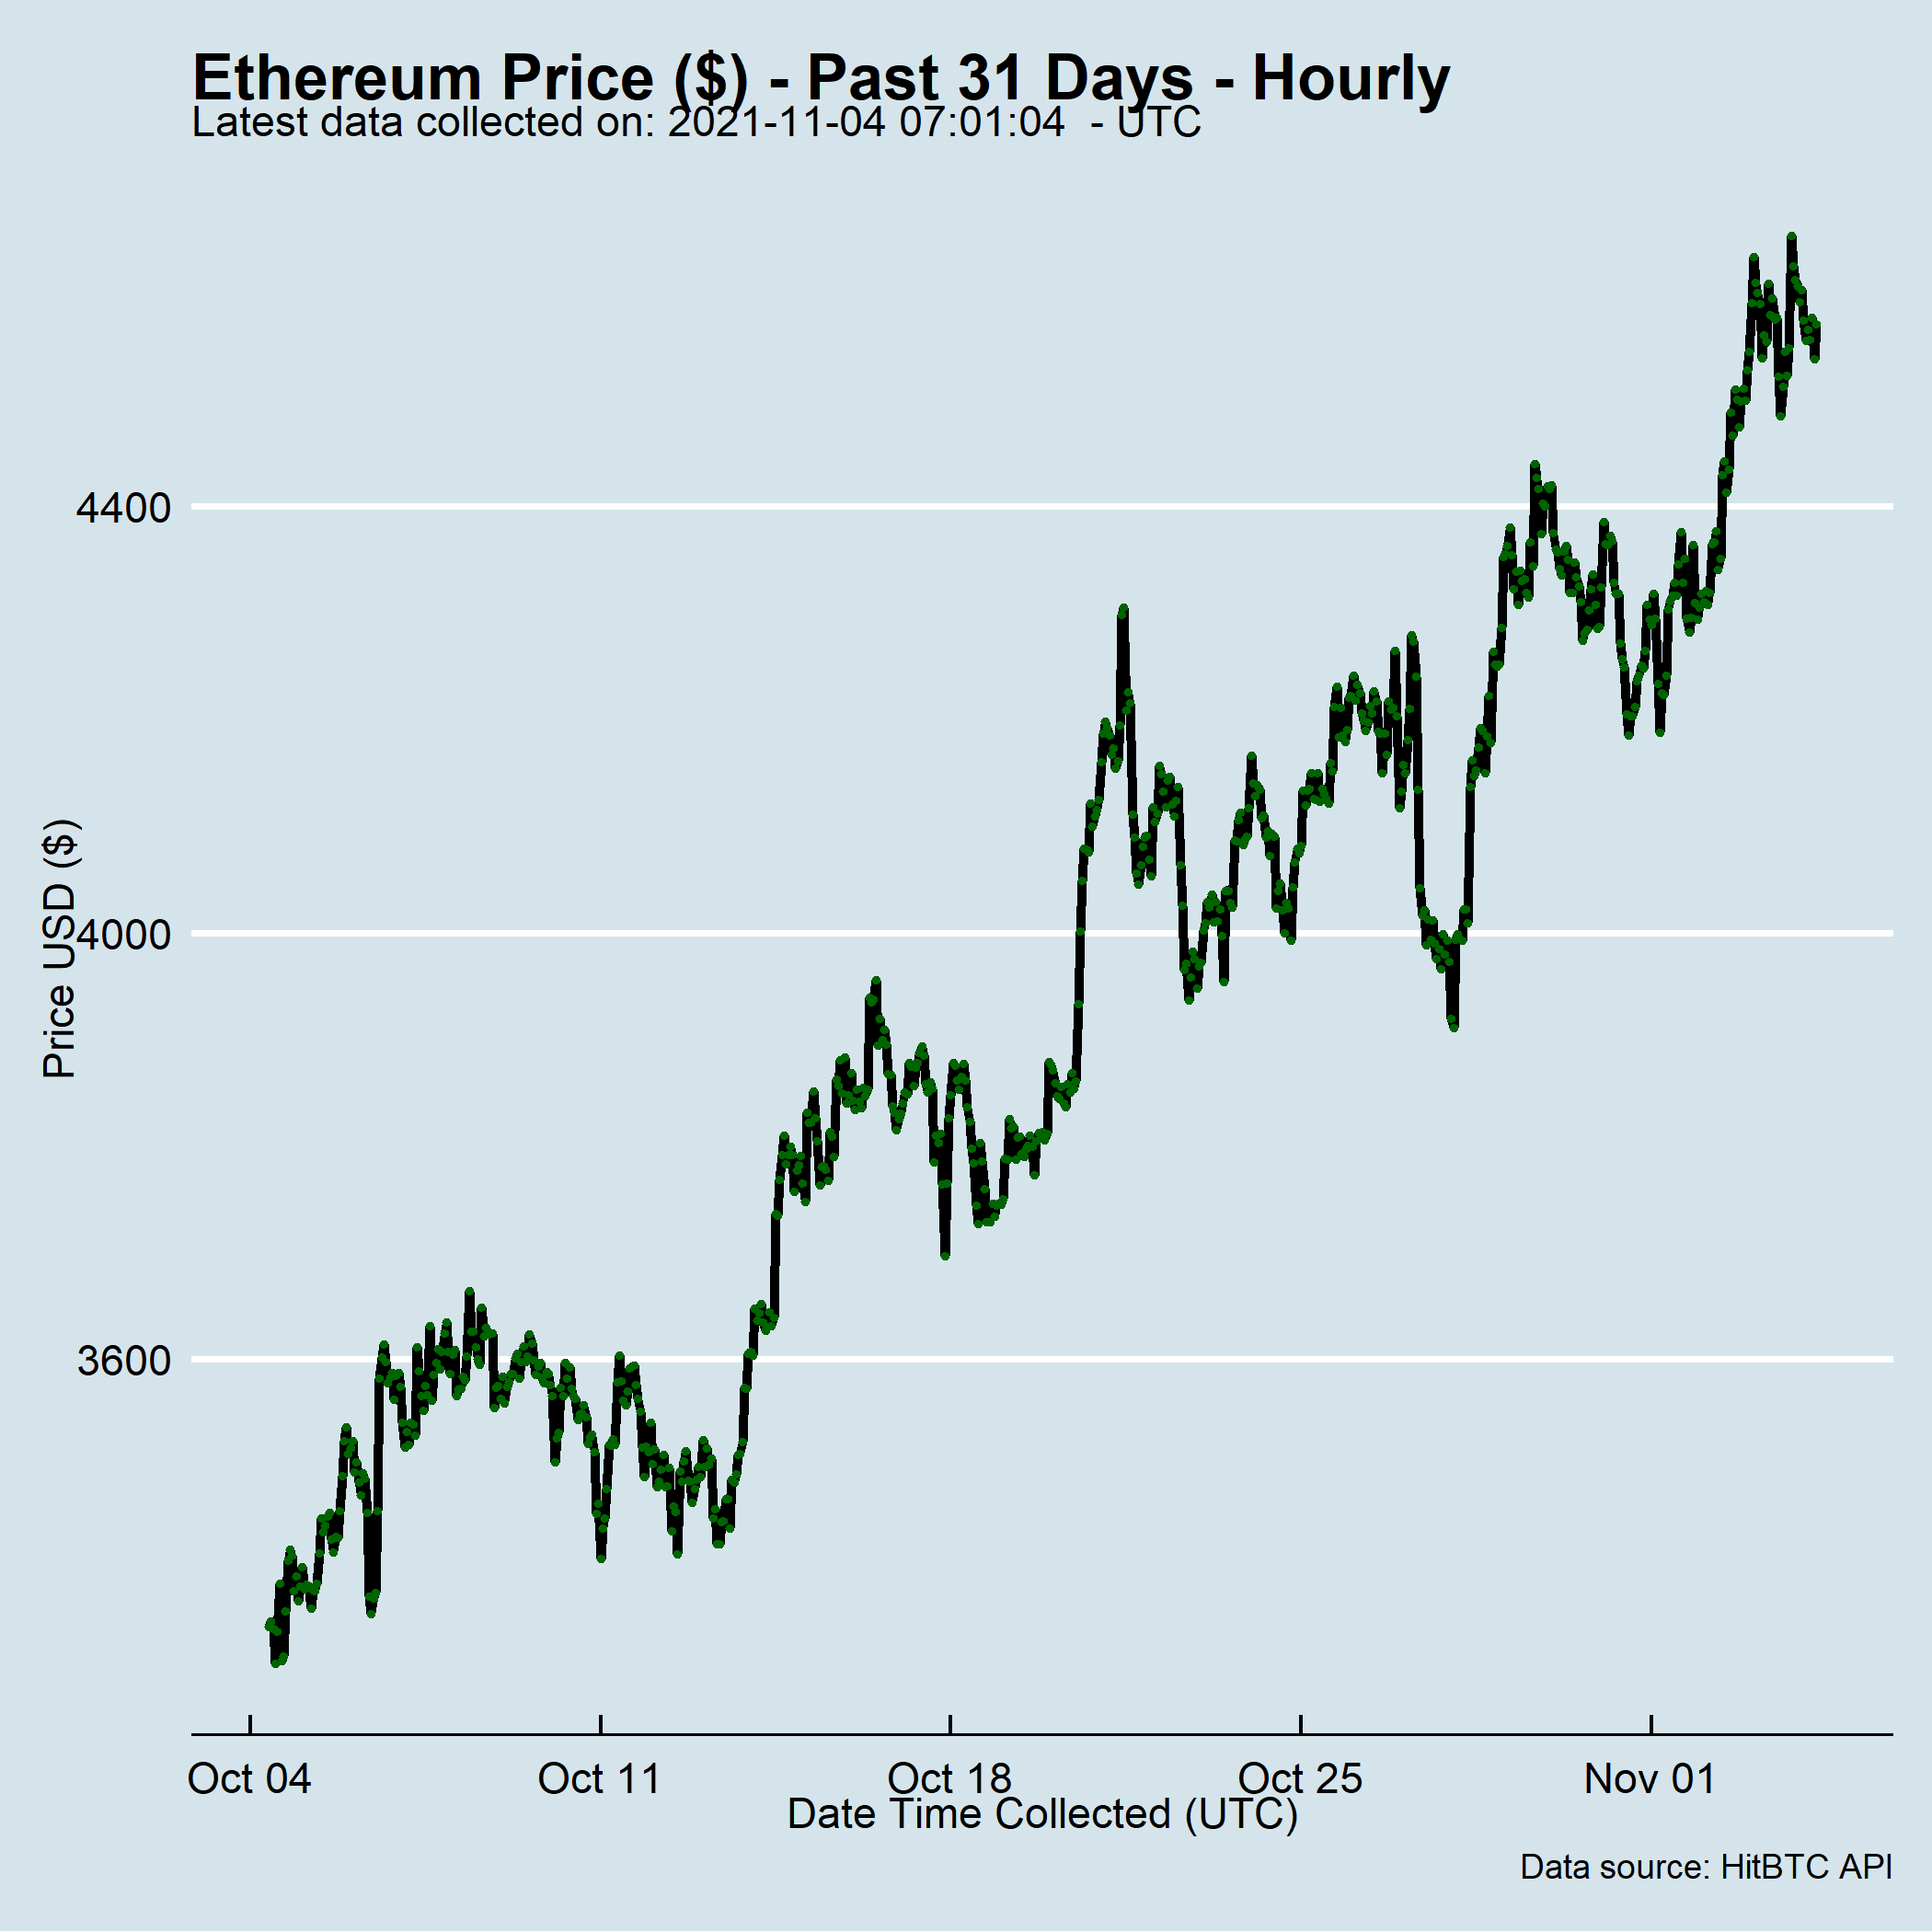 Ethereum Price ($) - Past 31 Days - Hourly
Latest data collected on: 2021-11-04 07:01:04  - UTC
4400
4000
3600
Price USD ($)
Oct 04
Oct 11
Oct 18
Oct 25
Nov 01
Date Time Collected (UTC)
Data source: HitBTC API